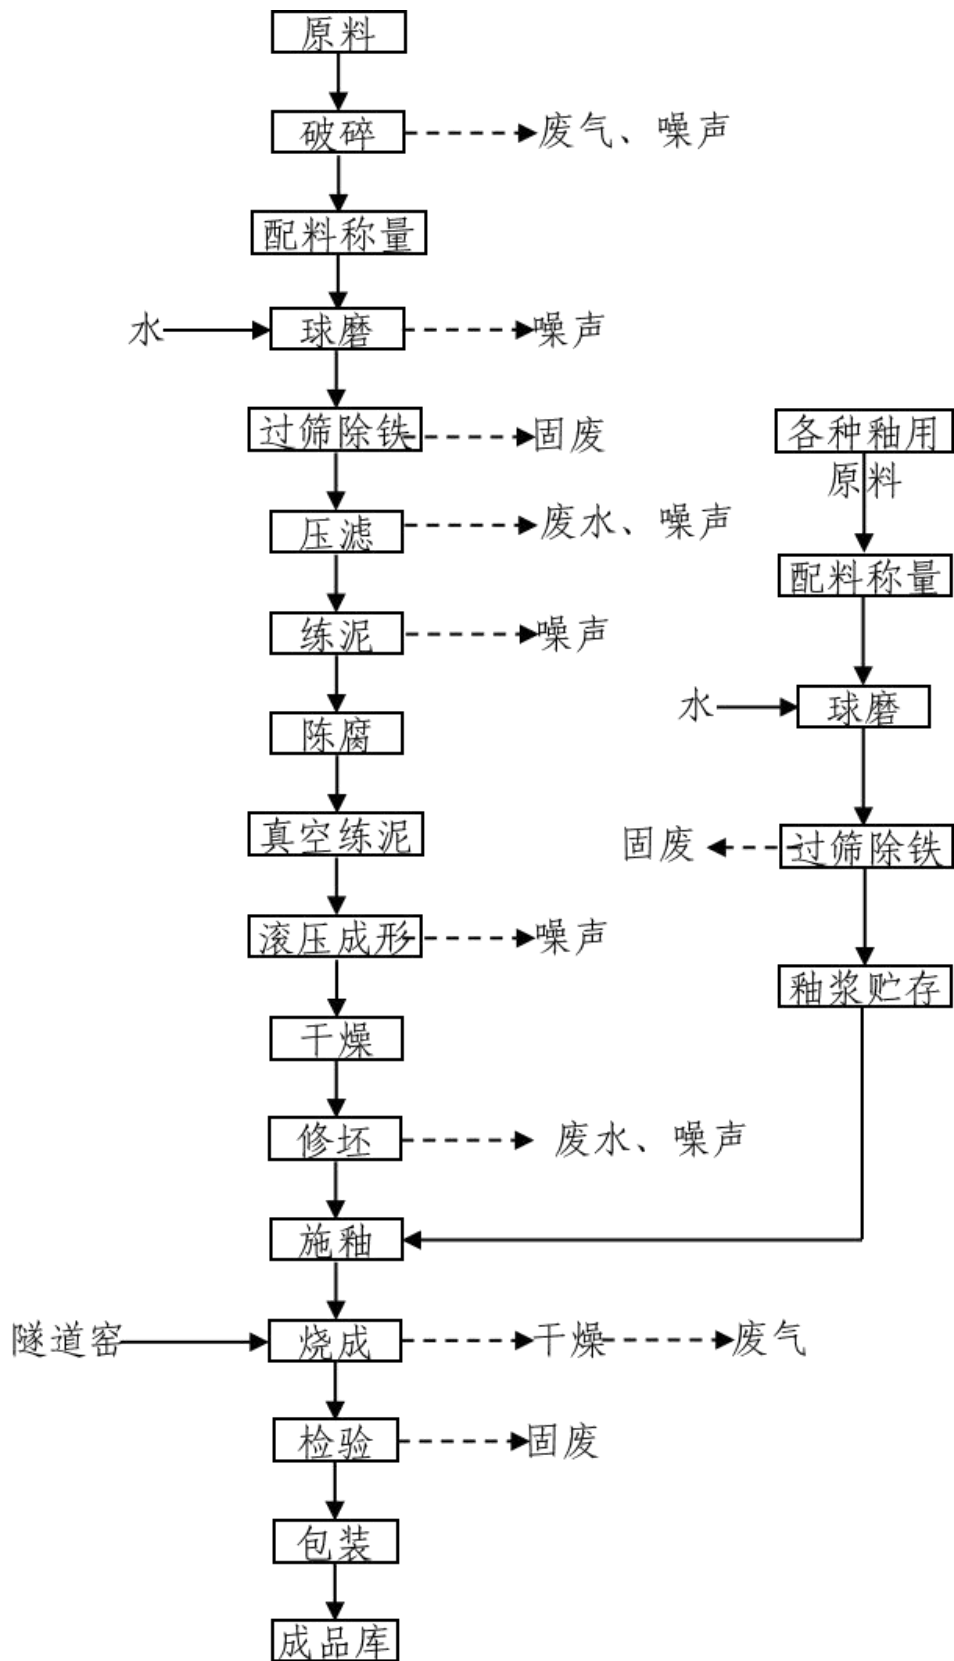 原料
破碎
废气、噪声
配料称量
水
球磨
噪声
过筛除铁
固废
各种釉用
原料
压滤
废水、噪声
配料称量
练泥
噪声
水
球磨
陈腐
真空练泥
固废
过筛除铁
滚压成形
噪声
釉浆贮存
干燥
修坯
废水、噪声
施釉
隧道窑
烧成
干燥
废气
检验
固废
包装
成品库